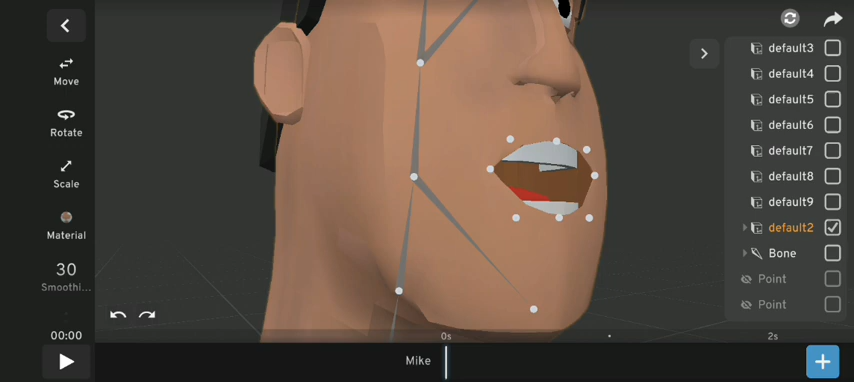 Move
Rotate
Scale
Material
30
Smoothi...
00:00
default3
default4
default5
default6
default7
default8
default9
default2
Bone
Point
Point
0s
2s
Mike